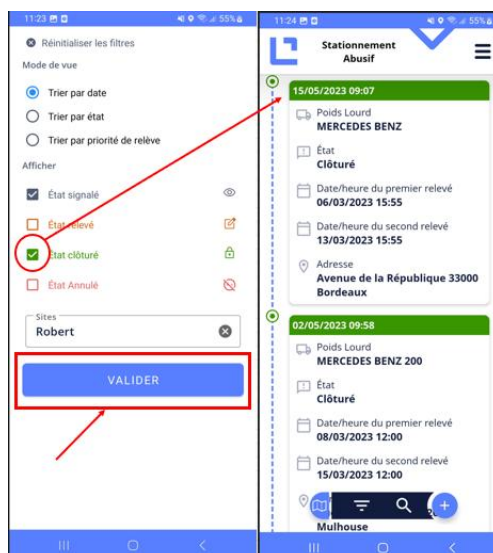 11:23
55%
Réinitialiser les filtres
Mode de vue
Trier par date
Trier par état
Trier par priorité de relève
Afficher
État signalé
État relevé
État clôturé
État Annulé
Sites
Robert
VALIDER
11:24
55%
Stationnement
Abusif
15/05/2023 09:07
Poids Lourd
MERCEDES BENZ
État
Clôturé
Date/heure du premier relevé
06/03/2023 15:55
Date/heure du second relevé
13/03/2023 15:55
Adresse
Avenue de la République 33000
Bordeaux
02/05/2023 09:58
Poids Lourd
MERCEDES BENZ 200
État
Clôturé
Date/heure du premier relevé
08/03/2023 12:00
Date/heure du second relevé
15/03/2023 12:00
Mulhouse